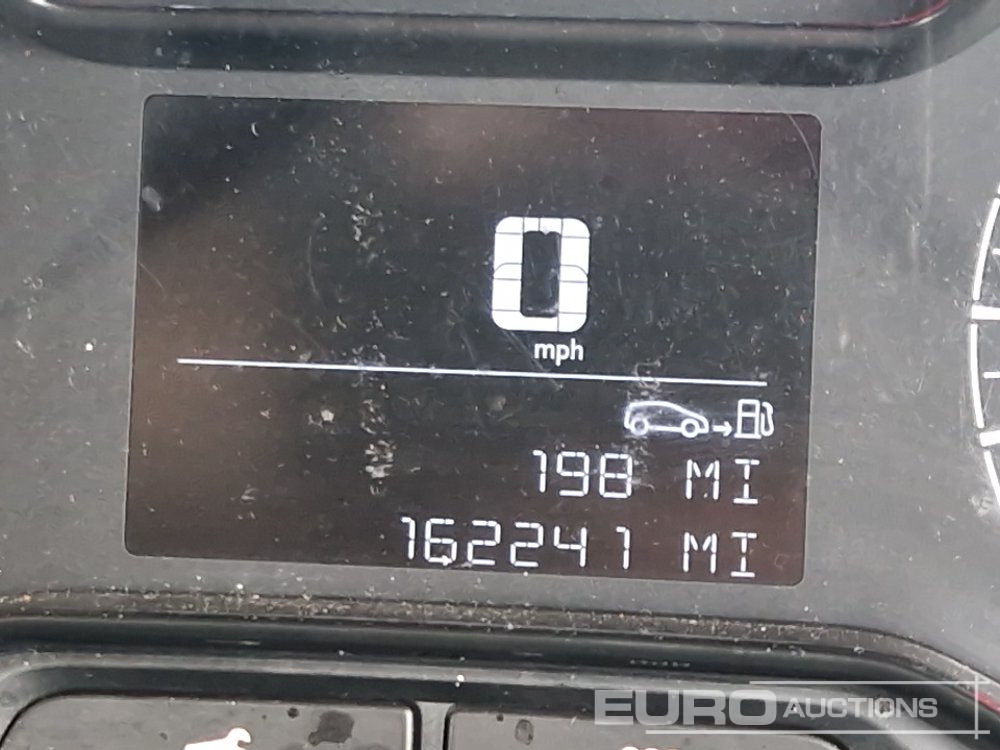 0
mph
198 MI
162241 MI
EURO AUCTIONS